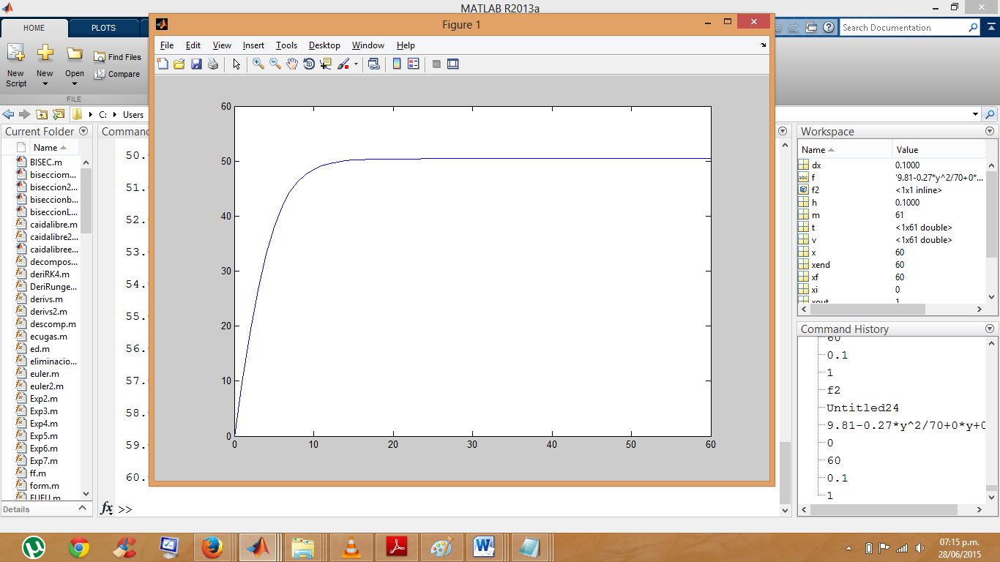 MATLAB R2013a
HOME
PLOTS
Search Documentation
New Script
New
Open
Find Files
Compare
FILE
C:
Users
Figure 1
File Edit View Insert Tools Desktop Window Help
60
50
40
30
20
10
0
0 10 20 30 40 50 60
Current Folder
Name
BISEC.m
bisecciom...
biseccion2...
biseccionb...
biseccionL...
caidalibre.m
caidalibre2...
caidalibree...
decompos...
deriRK4.m
DeriRunge...
derivs.m
derivs2.m
descomp.m
ecugas.m
ed.m
eliminacio...
euler.m
euler2.m
Exp2.m
Exp3.m
Exp4.m
Exp5.m
Exp6.m
Exp7.m
ff.m
form.m
FUFU.m
Details
Comman
50.
51.
52.
53.
54.
55.
56.
57.
58.
59.
60.
fx >>
Workspace
Name Value
dx 0.1000
f '9.81-0.27*y^2/70+0*...
f2 <1x1 inline>
h 0.1000
m 61
t <1x61 double>
v <1x61 double>
x 60
xend 60
xf 60
xi 0
xout 1
Command History
60
0.1
1
f2
Untitled24
9.81-0.27*y^2/70+0*y+0
0
60
0.1
1
07:15 p.m.
28/06/2015